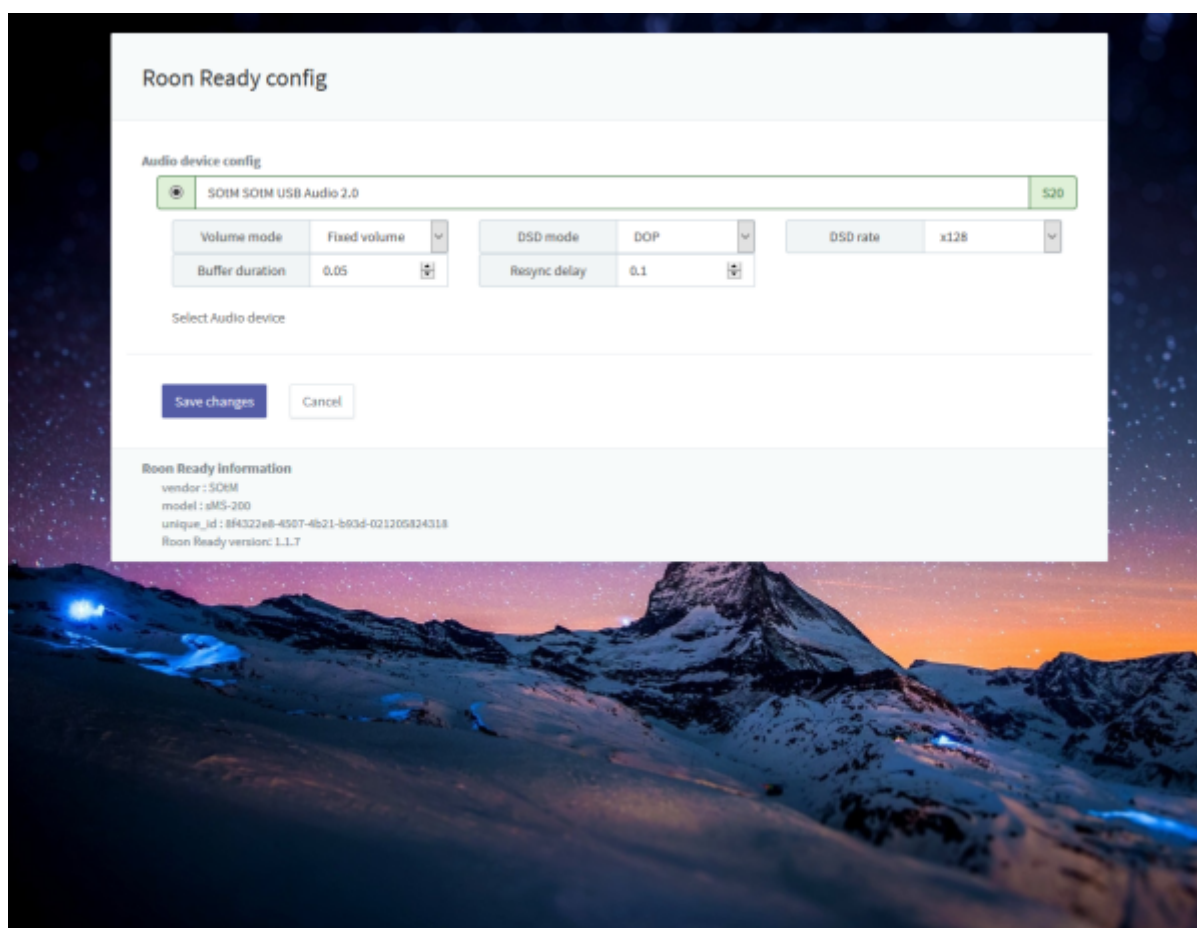 Roon Ready config
Audio device config
SOtM SOtM USB Audio 2.0 S20
Volume mode Fixed volume DSD mode DOP DSD rate x128
Buffer duration 0.05 Resync delay 0.1
Select Audio device
Save changes Cancel
Roon Ready information
vendor : SOtM
model : sMS-200
unique_id : 8f4322e8-4507-4b21-b93d-021205824318
Roon Ready version: 1.1.7